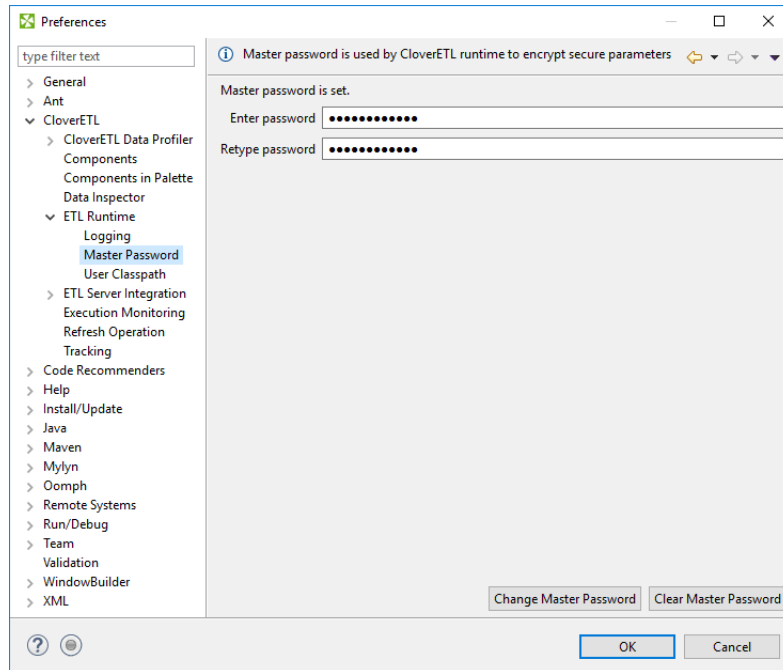 Preferences
type filter text
General
Ant
CloverETL
CloverETL Data Profiler
Components
Components in Palette
Data Inspector
ETL Runtime
Logging
Master Password
User Classpath
ETL Server Integration
Execution Monitoring
Refresh Operation
Tracking
Code Recommenders
Help
Install/Update
Java
Maven
Mylyn
Oomph
Remote Systems
Run/Debug
Team
Validation
WindowBuilder
XML
Master password is used by CloverETL runtime to encrypt secure parameters
Master password is set.
Enter password ●●●●●●●●●●●●
Retype password ●●●●●●●●●●●●
Change Master Password Clear Master Password
OK Cancel